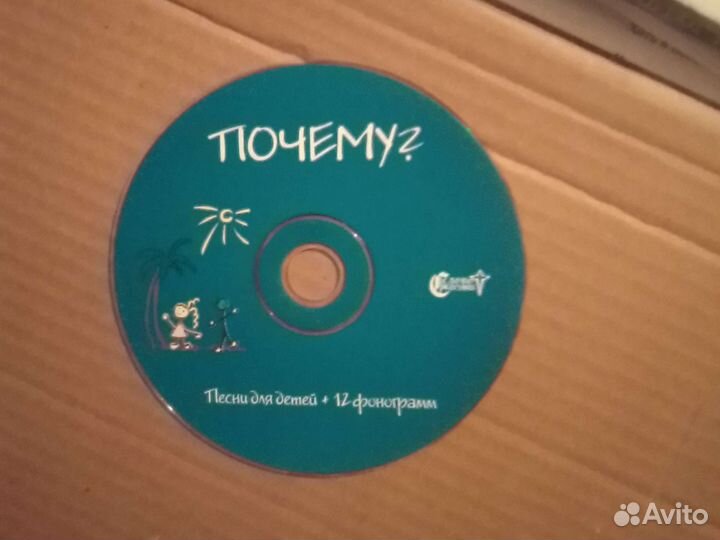 ПОЧЕМУ?
Песни для детей + 12 фонограмм
Avito